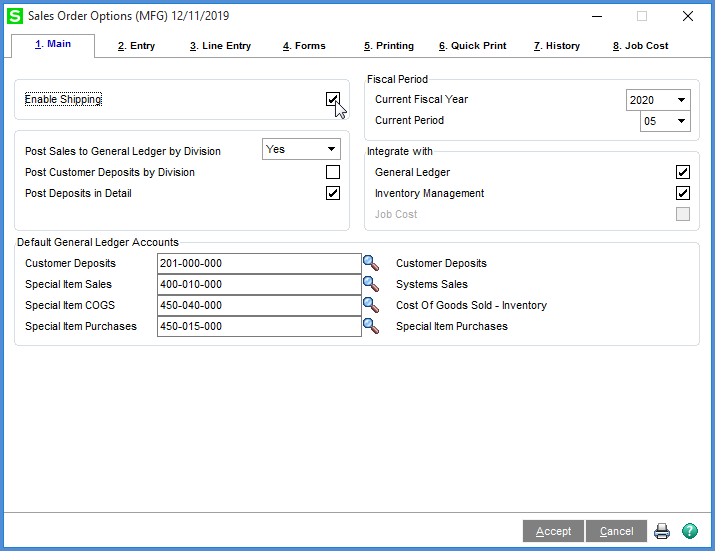 S Sales Order Options (MFG) 12/11/2019
1. Main 2. Entry 3. Line Entry 4. Forms 5. Printing 6. Quick Print 7. History 8. Job Cost
Enable Shipping
Post Sales to General Ledger by Division Yes
Post Customer Deposits by Division
Post Deposits in Detail
Fiscal Period
Current Fiscal Year 2020
Current Period 05
Integrate with
General Ledger
Inventory Management
Job Cost
Default General Ledger Accounts
Customer Deposits 201-000-000 Customer Deposits
Special Item Sales 400-010-000 Systems Sales
Special Item COGS 450-040-000 Cost Of Goods Sold - Inventory
Special Item Purchases 450-015-000 Special Item Purchases
Accept Cancel ?